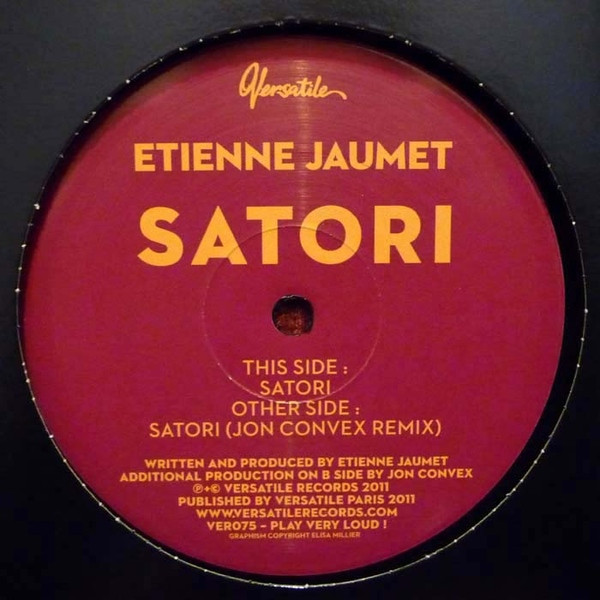 Versatile
ETIENNE JAUMET
SATORI
THIS SIDE :
SATORI
OTHER SIDE :
SATORI (JON CONVEX REMIX)
WRITTEN AND PRODUCED BY ETIENNE JAUMET
ADDITIONAL PRODUCTION ON B SIDE BY JON CONVEX
℗+© VERSATILE RECORDS 2011
PUBLISHED BY VERSATILE PARIS 2011
WWW.VERSATILERECORDS.COM
VER075 – PLAY VERY LOUD !
GRAPHISM COPYRIGHT ELISA MILLIER